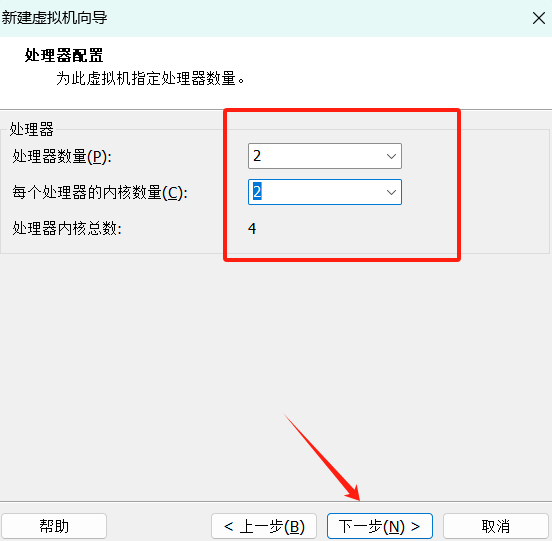 新建虚拟机向导
处理器配置
为此虚拟机指定处理器数量。
处理器
处理器数量(P): 2
每个处理器的内核数量(C): 2
处理器内核总数: 4
帮助 < 上一步(B) 下一步(N) > 取消